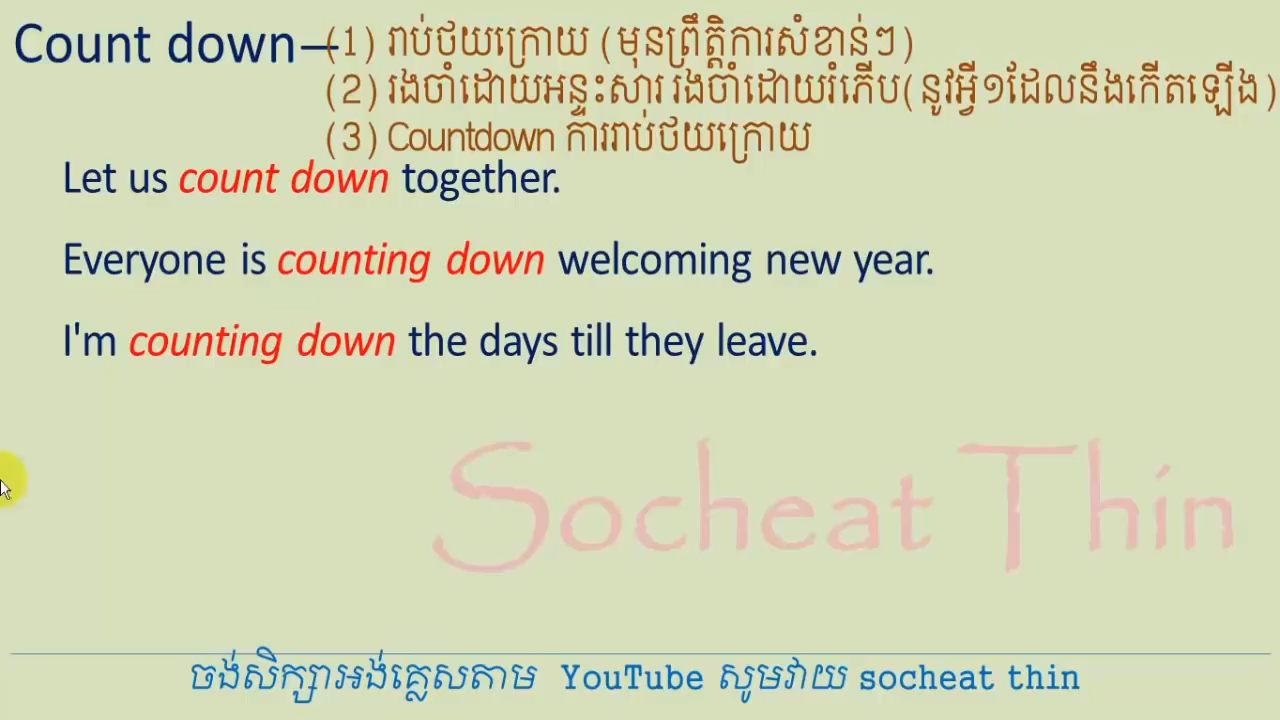 Count down—(1) រាប់ថយក្រោយ (មុនព្រឹត្តិការសំខាន់ៗ)
(2) រងចាំដោយអន្ទះសារ រងចាំដោយរំភើប(នូវអ្វី១ដែលនឹងកើតឡើង)
(3) Countdown ការរាប់ថយក្រោយ
Let us count down together.
Everyone is counting down welcoming new year.
I'm counting down the days till they leave.
Socheat Thin
ចង់សិក្សាអង់គ្លេសតាម YouTube សូមវាយ socheat thin